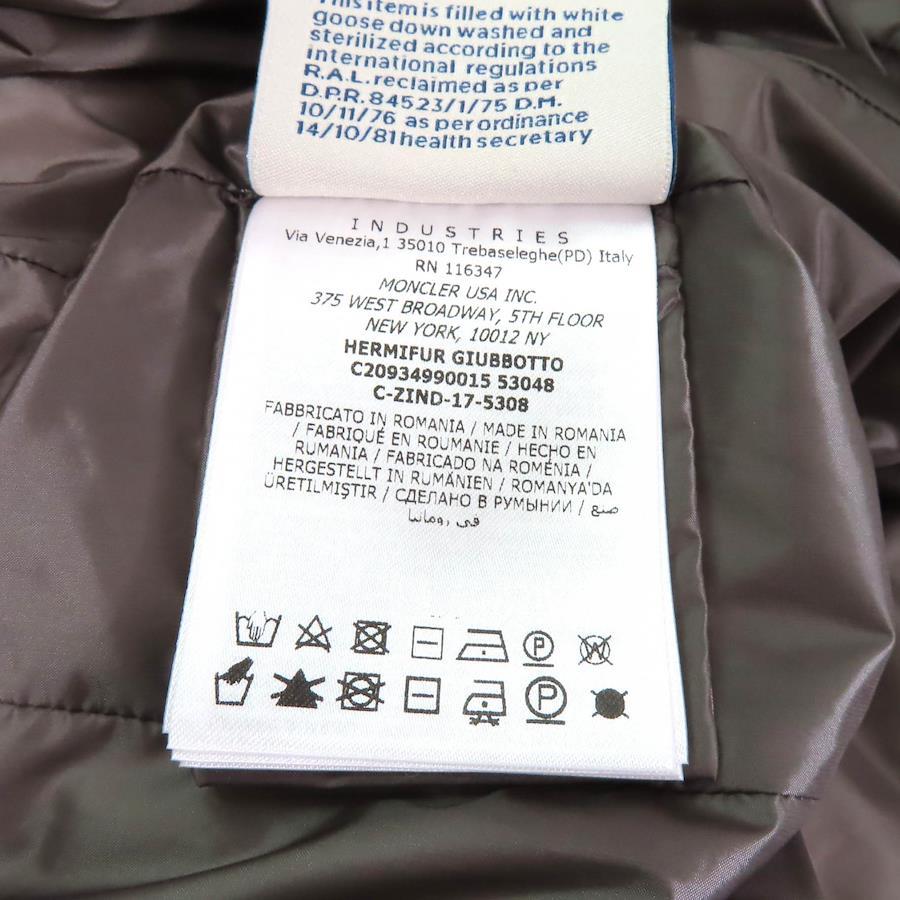 This item is filled with white
goose down washed and
sterilized according to the
international regulations
R.A.L. reclaimed as per
D.P.R. 845 23/1/75 D.M.
10/11/76 as per ordinance
14/10/81 health secretary
INDUSTRIES
Via Venezia,1 35010 Trebaseleghe(PD) Italy
RN 116347
MONCLER USA INC.
375 WEST BROADWAY, 5TH FLOOR
NEW YORK, 10012 NY
HERMIFUR GIUBBOTTO
C20934990015 53048
C-ZIND-17-5308
FABBRICATO IN ROMANIA / MADE IN ROMANIA
/ FABRIQUÉ EN ROUMANIE / HECHO EN
RUMANIA / FABRICADO NA ROMÉNIA /
HERGESTELLT IN RUMÄNIEN / ROMANYA'DA
ÜRETILMIŞTIR / СДЕЛАНО В РУМЫНИИ / صنع
في رومانيا
P
W
P